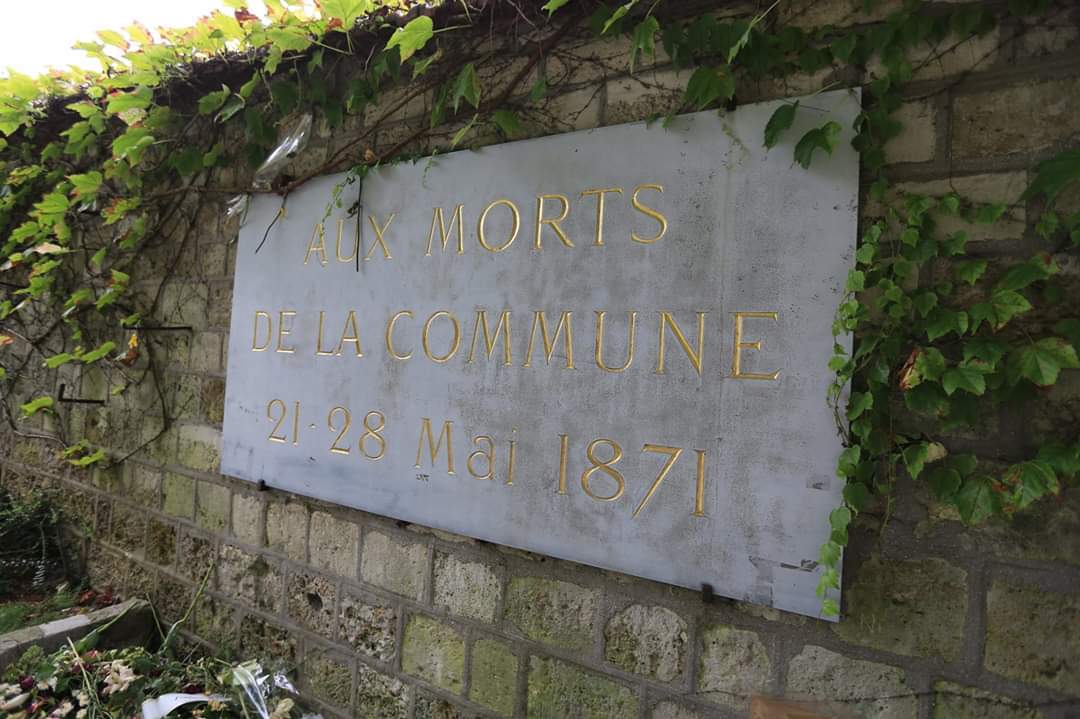 AUX MORTS
DE LA COMMUNE
21-28 Mai 1871